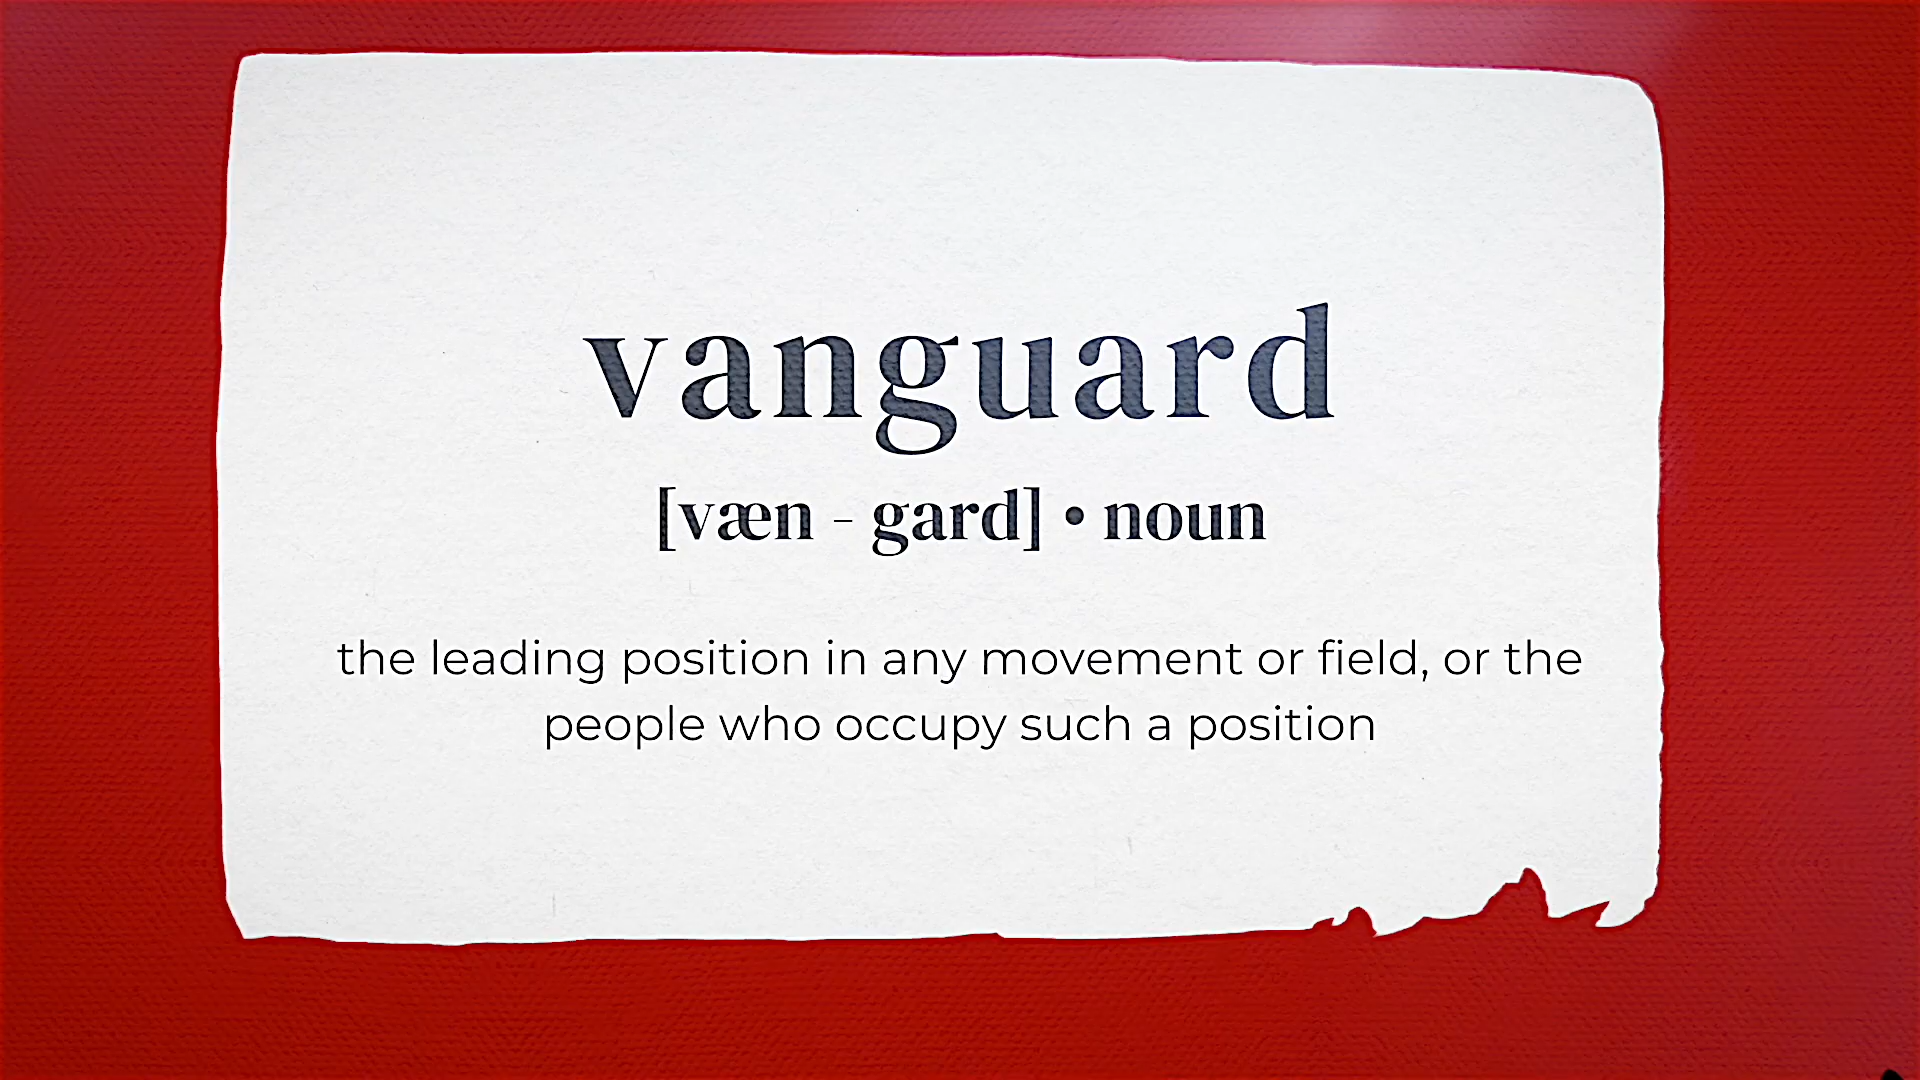 vanguard
[væn - gard] • noun
the leading position in any movement or field, or the
people who occupy such a position